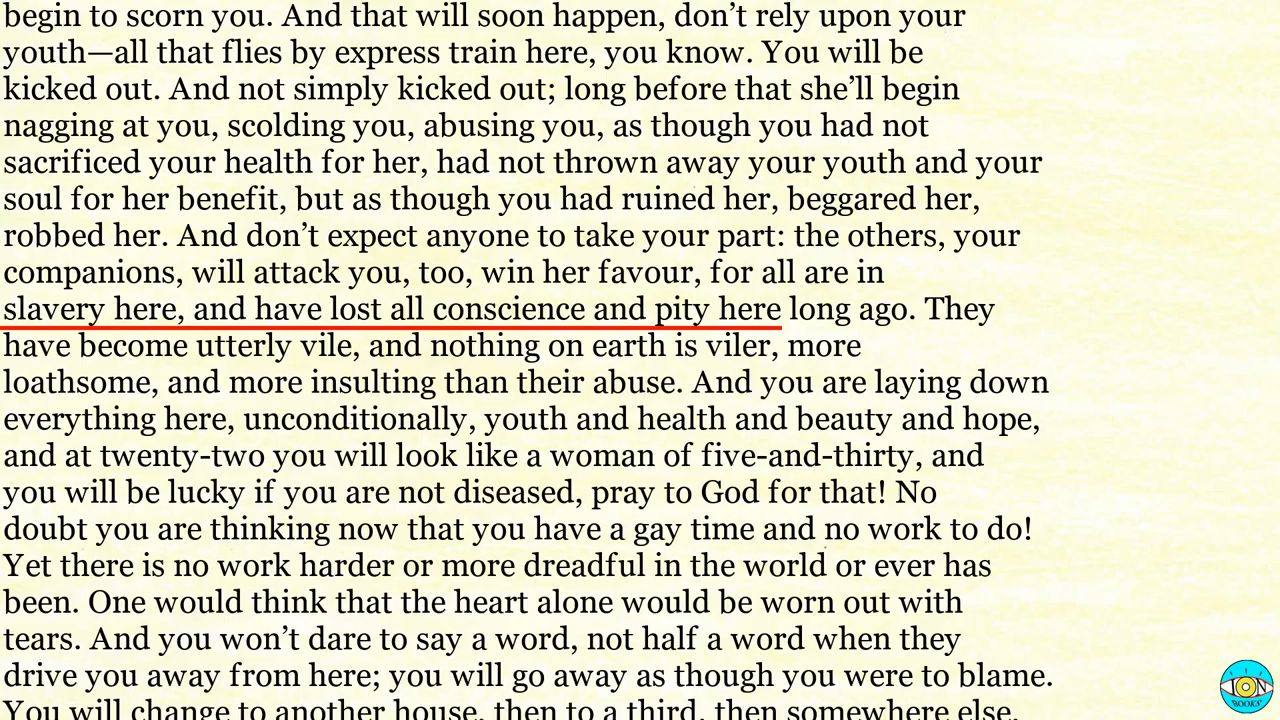 begin to scorn you. And that will soon happen, don’t rely upon your
youth—all that flies by express train here, you know. You will be
kicked out. And not simply kicked out; long before that she’ll begin
nagging at you, scolding you, abusing you, as though you had not
sacrificed your health for her, had not thrown away your youth and your
soul for her benefit, but as though you had ruined her, beggared her,
robbed her. And don’t expect anyone to take your part: the others, your
companions, will attack you, too, win her favour, for all are in
slavery here, and have lost all conscience and pity here long ago. They
have become utterly vile, and nothing on earth is viler, more
loathsome, and more insulting than their abuse. And you are laying down
everything here, unconditionally, youth and health and beauty and hope,
and at twenty-two you will look like a woman of five-and-thirty, and
you will be lucky if you are not diseased, pray to God for that! No
doubt you are thinking now that you have a gay time and no work to do!
Yet there is no work harder or more dreadful in the world or ever has
been. One would think that the heart alone would be worn out with
tears. And you won’t dare to say a word, not half a word when they
drive you away from here; you will go away as though you were to blame.
You will change to another house, then to a third, then somewhere else,
ION
BOOKS